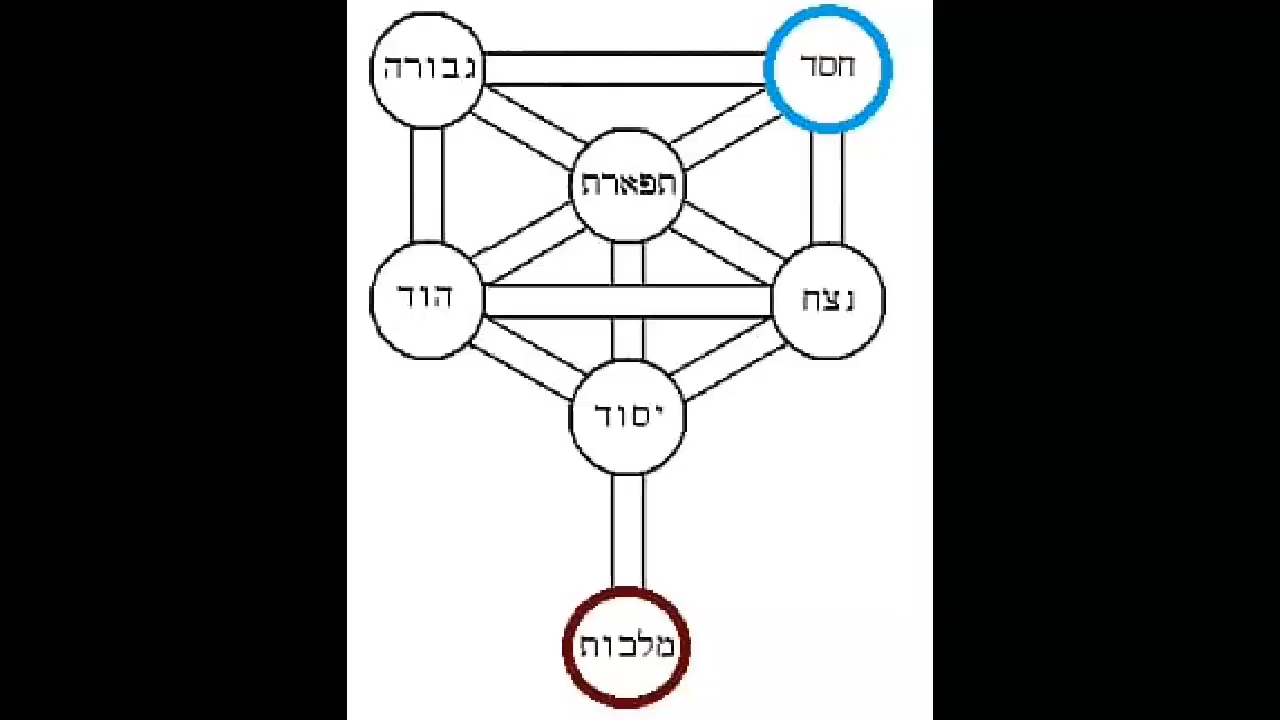 חסד
גבורה
תפארת
נצח
הוד
יסוד
מלכות